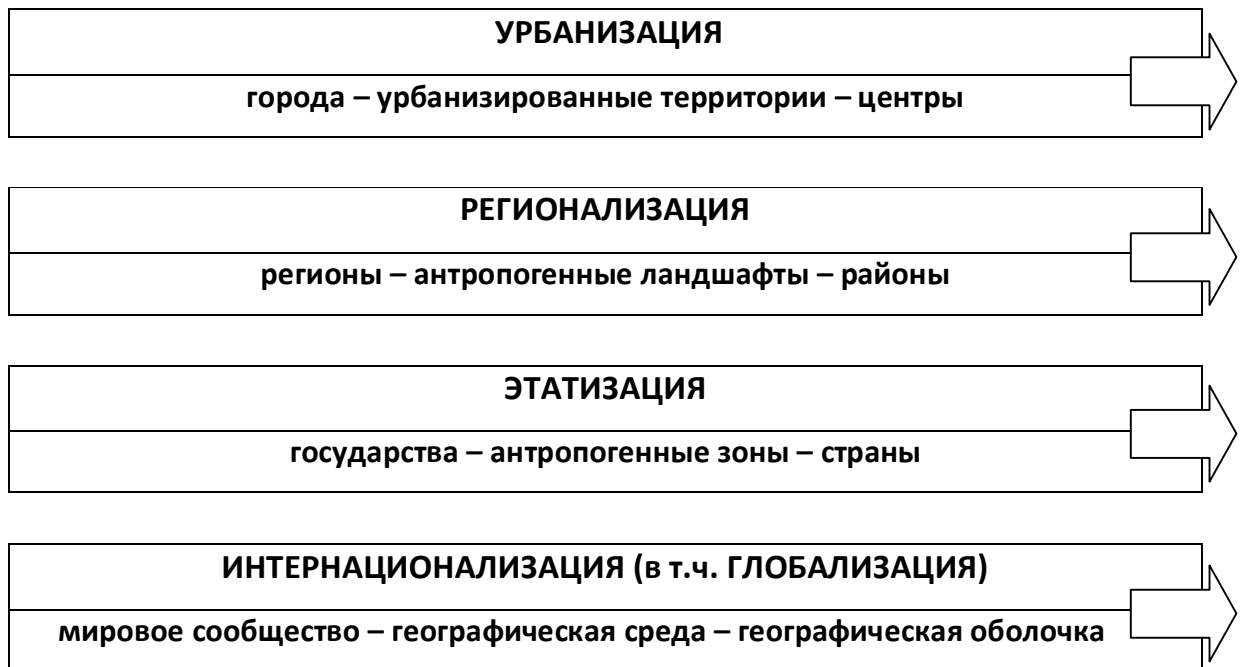 УРБАНИЗАЦИЯ
города – урбанизированные территории – центры
РЕГИОНАЛИЗАЦИЯ
регионы – антропогенные ландшафты – районы
ЭТАТИЗАЦИЯ
государства – антропогенные зоны – страны
ИНТЕРНАЦИОНАЛИЗАЦИЯ (в т.ч. ГЛОБАЛИЗАЦИЯ)
мировое сообщество – географическая среда – географическая оболочка